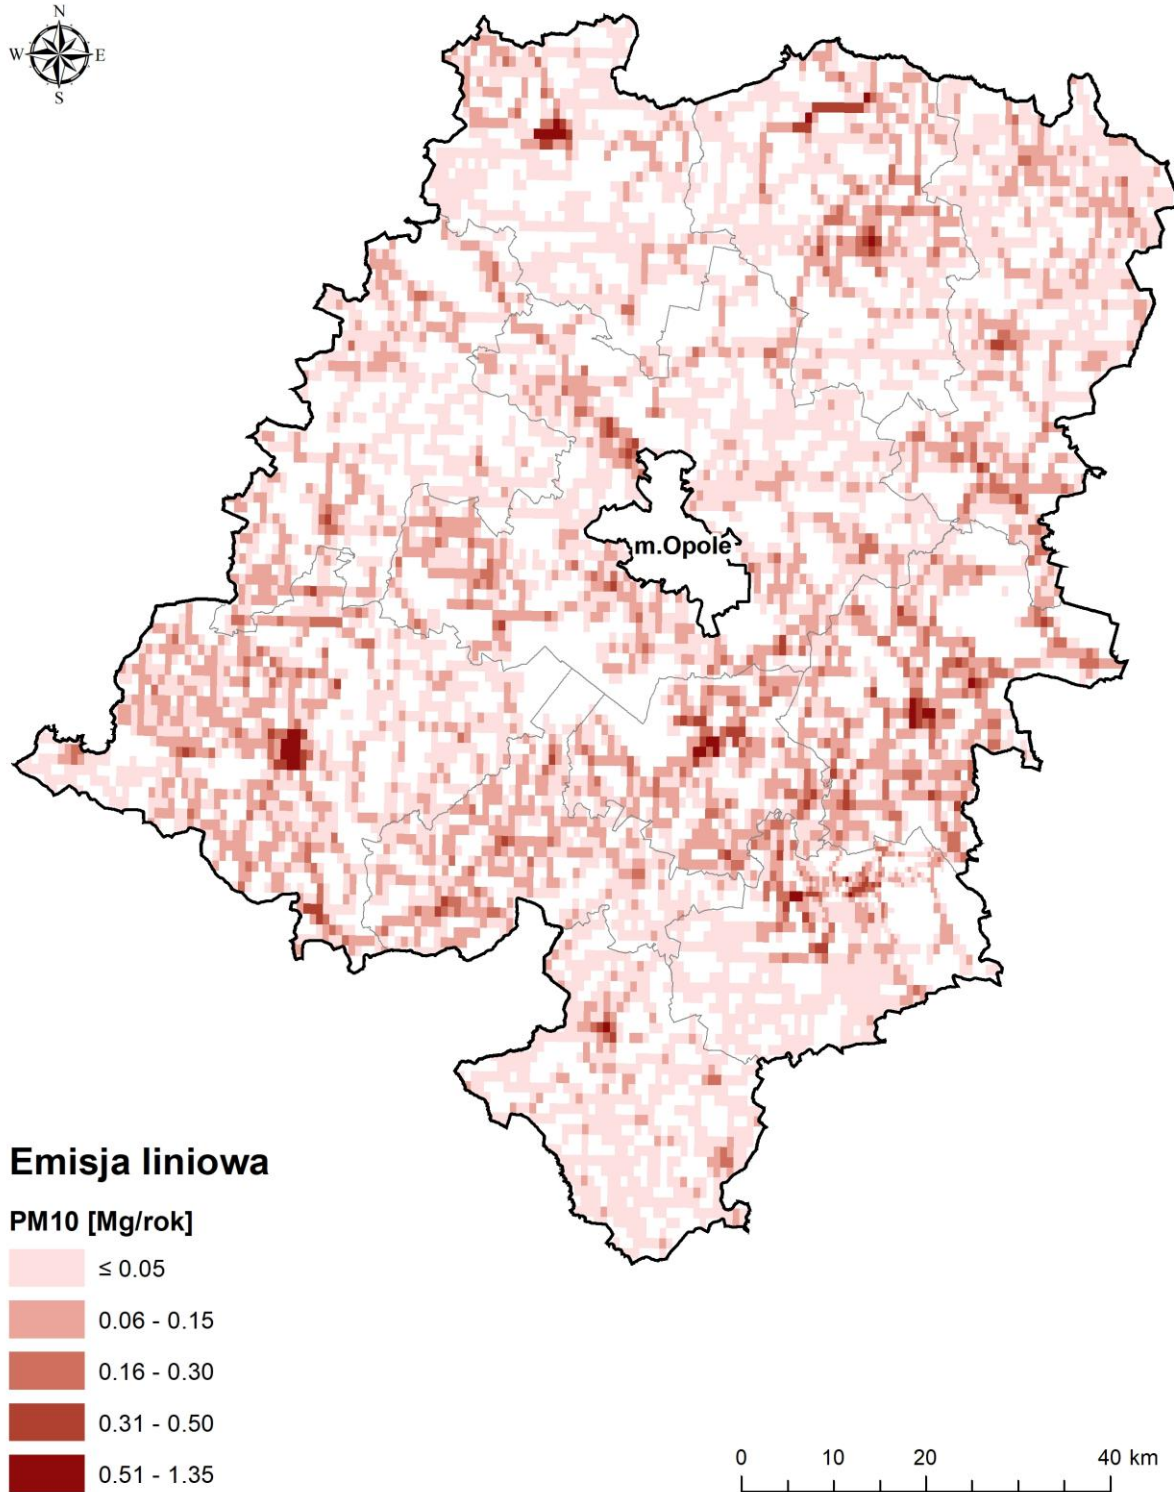 N
W E
S
m.Opole
Emisja liniowa
PM10 [Mg/rok]
≤ 0.05
0.06 - 0.15
0.16 - 0.30
0.31 - 0.50
0.51 - 1.35
0 10 20 40 km